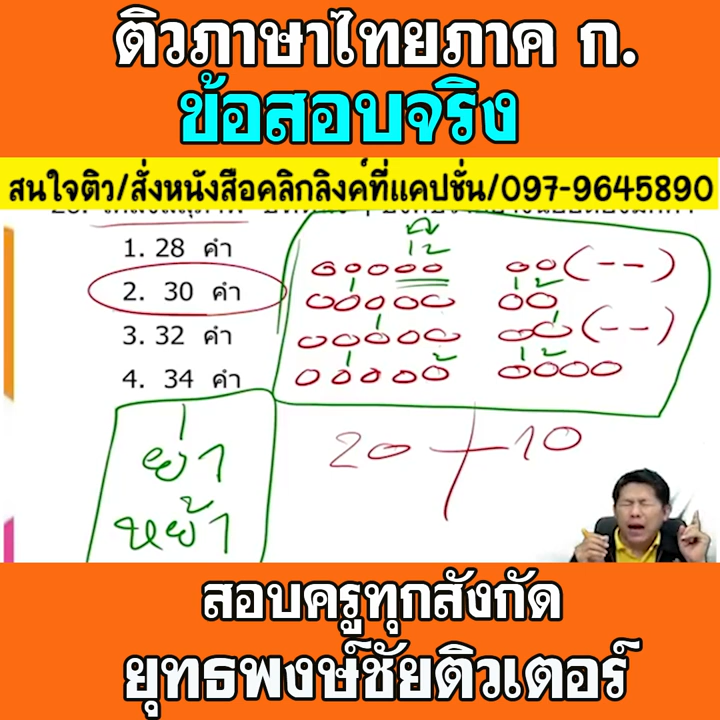 ติวภาษาไทยภาค ก.
ข้อสอบจริง
สนใจติว/สั่งหนังสือคลิกลิงค์ที่แคปชั่น/097-9645890
1. 28 คำ
2. 30 คำ
3. 32 คำ
4. 34 คำ
ย่า
หย้า
20 + 10
สอบครูทุกสังกัด
ยุทธพงษ์ชัยติวเตอร์